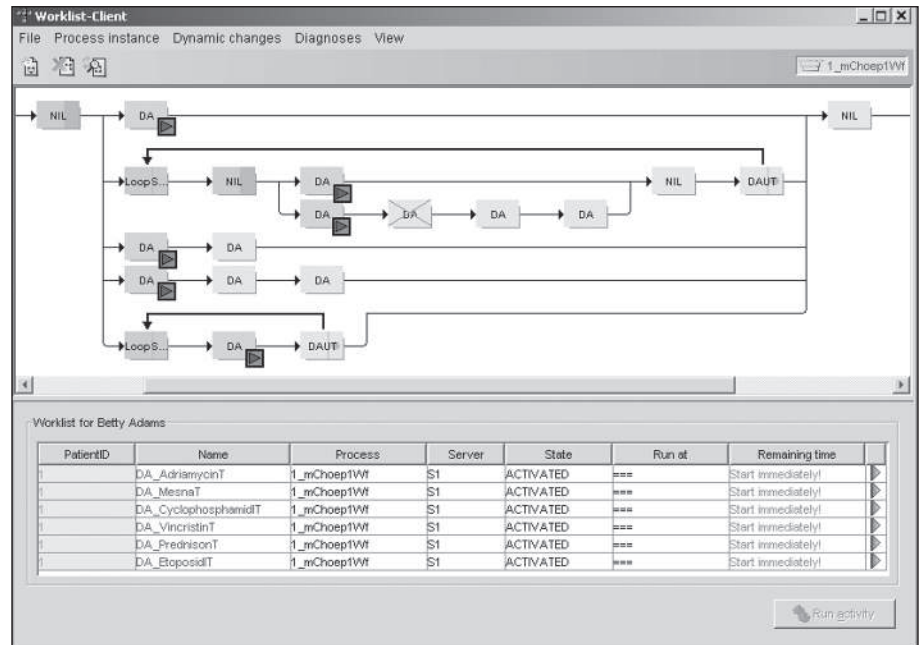 Worklist-Client
File Process instance Dynamic changes Diagnoses View
1_mChoep1Wf
NIL DA NIL
LoopS... NIL DA NIL DAUT
DA DA DA DA
DA DA
DA DA DA
LoopS... DA DAUT
Worklist for Betty Adams
PatientID Name Process Server State Run at Remaining time
1 DA_AdriamycinT 1_mChoep1Wf S1 ACTIVATED === Start immediately!
1 DA_MesnaT 1_mChoep1Wf S1 ACTIVATED === Start immediately!
1 DA_CyclophosphamidT 1_mChoep1Wf S1 ACTIVATED === Start immediately!
1 DA_VincristinT 1_mChoep1Wf S1 ACTIVATED === Start immediately!
1 DA_PrednisonT 1_mChoep1Wf S1 ACTIVATED === Start immediately!
1 DA_EtoposidT 1_mChoep1Wf S1 ACTIVATED === Start immediately!
Run activity